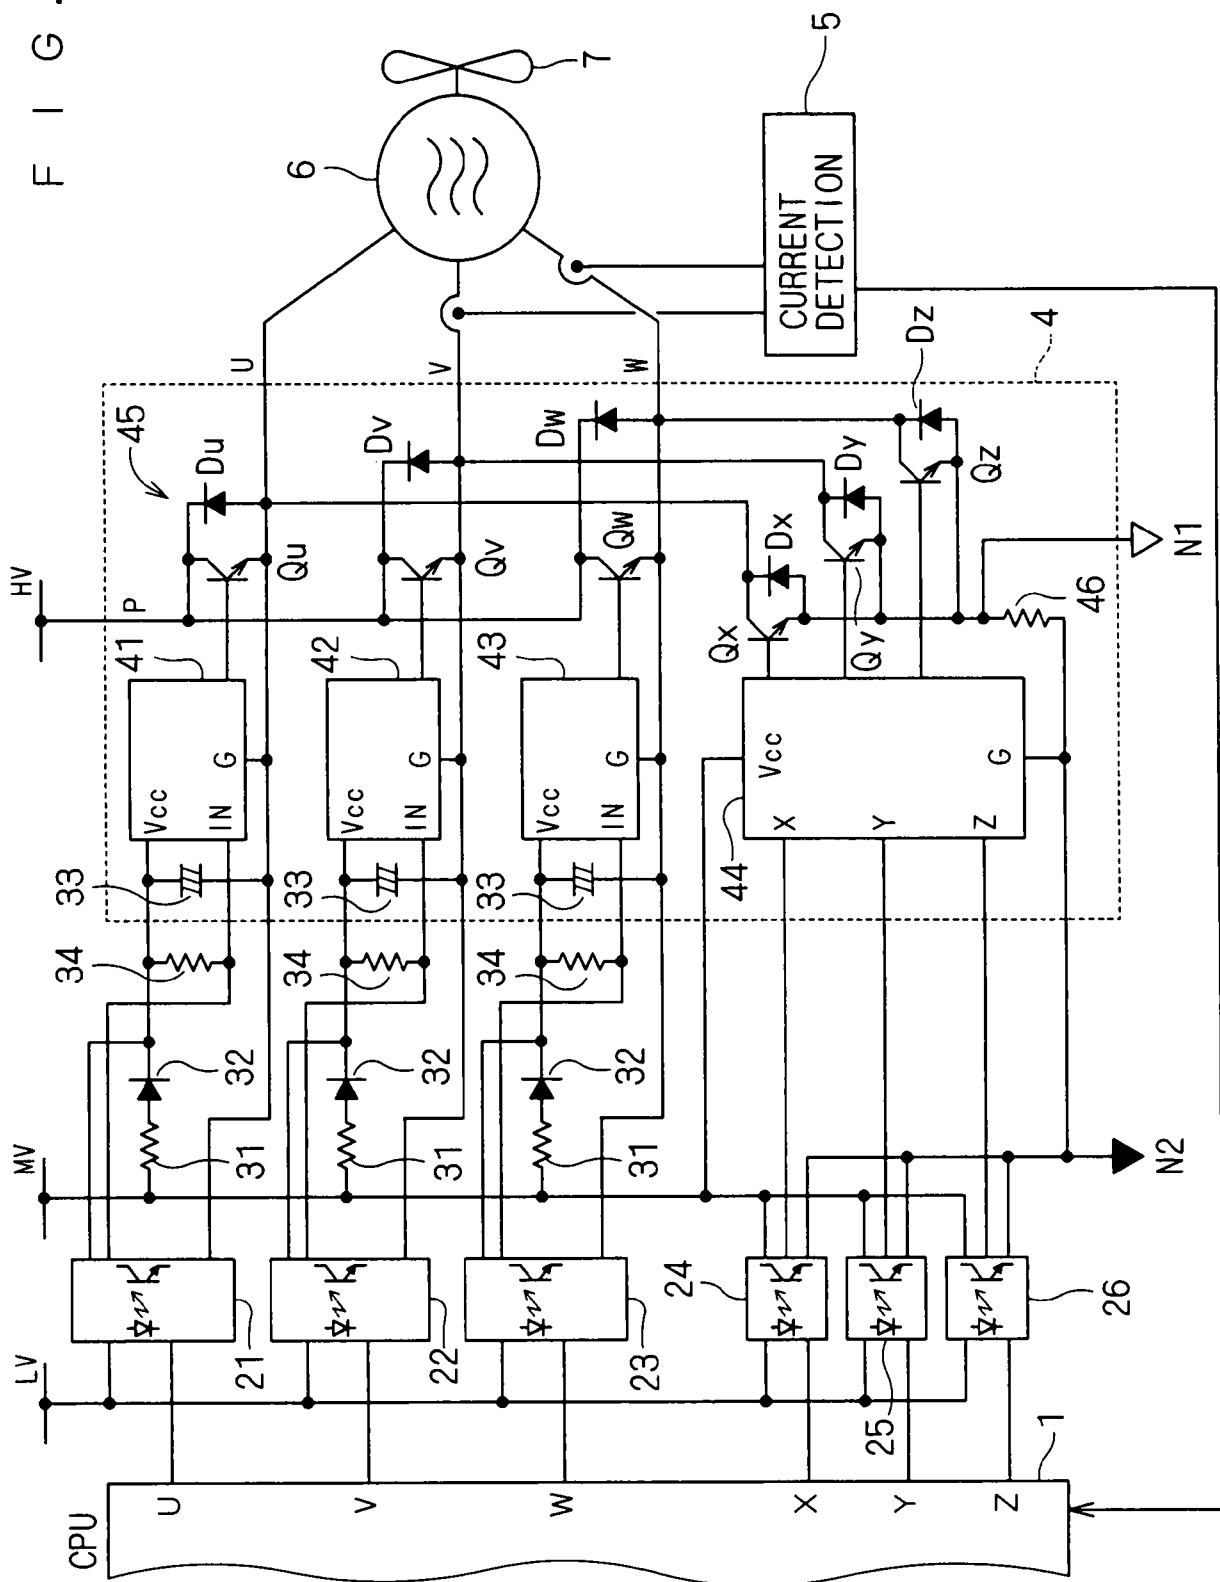 FIG.
HV
MV
LV
P
45
Du
Qu
41
Vcc
IN
G
33
34
32
31
21
U
CPU
U
6
7
V
Dv
Qv
42
Vcc
IN
G
33
34
32
31
22
V
W
Dw
Qw
43
Vcc
IN
G
33
34
32
31
23
W
5
CURRENT
DETECTION
4
Dz
Qz
Dy
Qy
Dx
Qx
46
N1
44
Vcc
X
Y
Z
G
N2
24
25
26
X
Y
Z
1